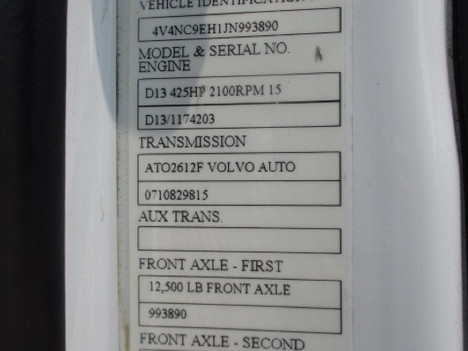 VEHICLE IDENTIFICATION
4V4NC9EH1JN993890
MODEL & SERIAL NO.
ENGINE
D13 425HP 2100RPM 15
D13/1174203
TRANSMISSION
ATO2612F VOLVO AUTO
0710829815
AUX TRANS.
FRONT AXLE - FIRST
12,500 LB FRONT AXLE
993890
FRONT AXLE - SECOND